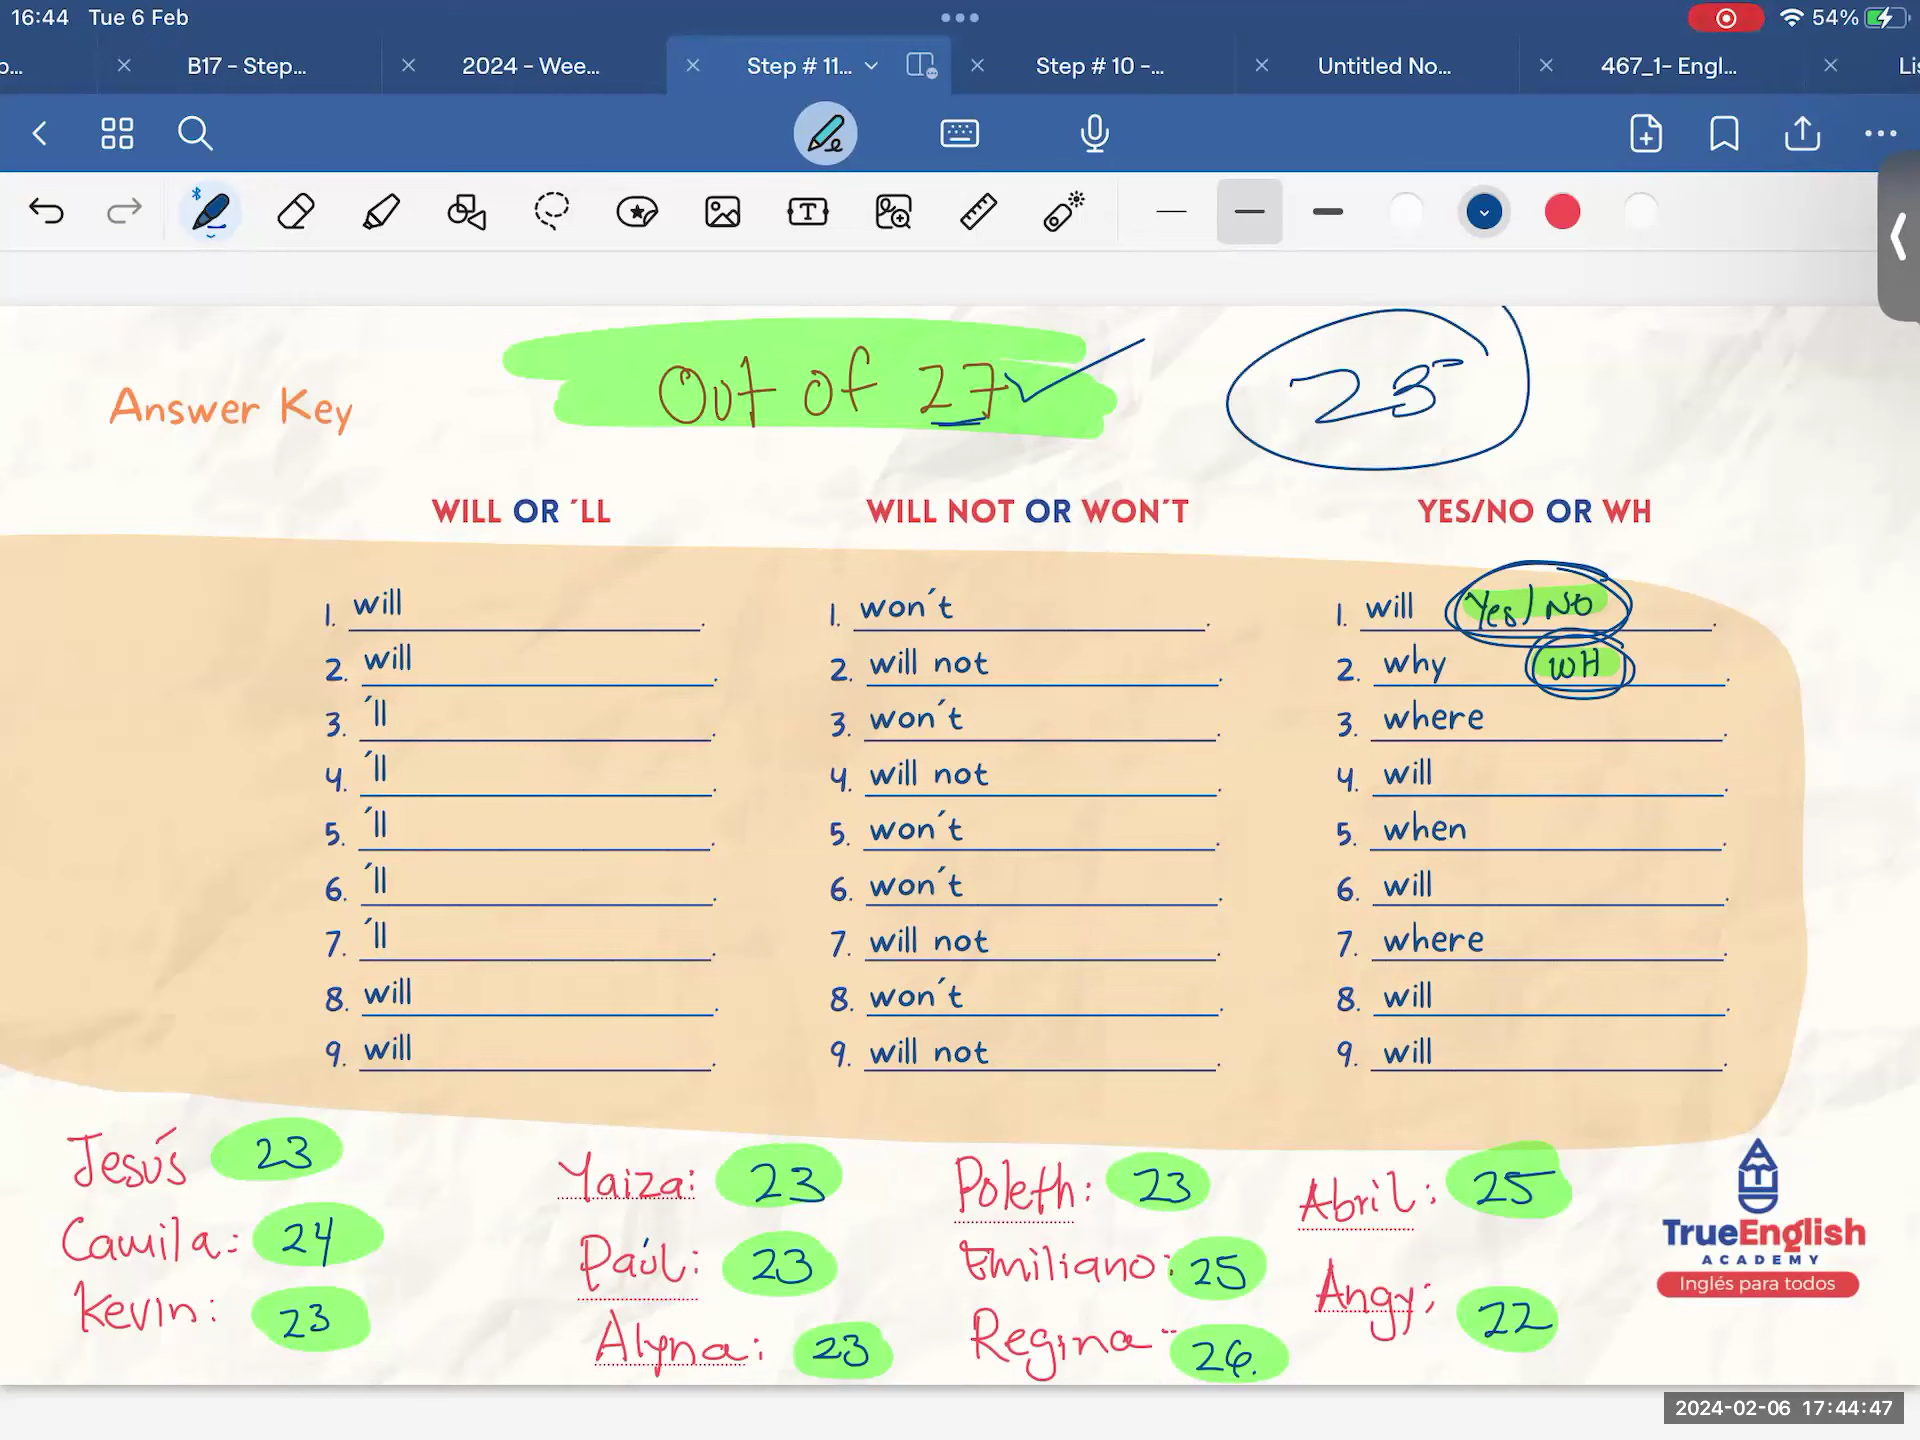 16:44 Tue 6 Feb
54%
B17 - Step...
2024 - Wee...
Step # 11...
Step # 10 -...
Untitled No...
467_1- Engl...
Answer Key
Out of 27
WILL OR ´LL
1. will.
2. will.
3. ´ll.
4. ´ll.
5. ´ll.
6. ´ll.
7. ´ll.
8. will.
9. will.
WILL NOT OR WON´T
1. won´t.
2. will not.
3. won´t.
4. will not.
5. won´t.
6. won´t.
7. will not.
8. won´t.
9. will not.
YES/NO OR WH
1. will Yes/NO.
2. why WH.
3. where.
4. will.
5. when.
6. will.
7. where.
8. will.
9. will.
Jesús 23
Camila: 24
Kevin: 23
Yaiza: 23
Paúl: 23
Alyna: 23
Poleth: 23
Emiliano: 25
Regina: 26.
Abril: 25
Angy: 22
TrueEnglish
ACADEMY
Inglés para todos
2024-02-06 17:44:47